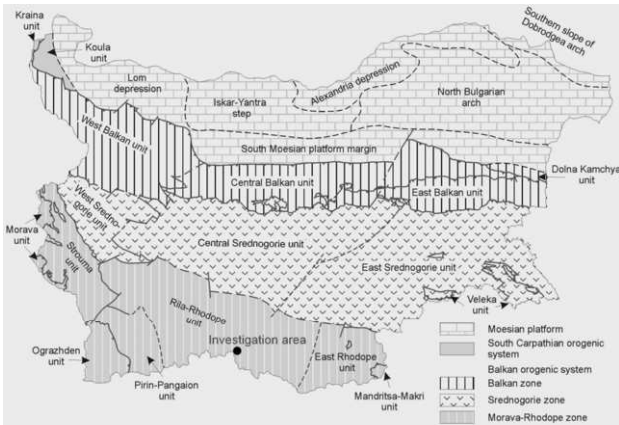 Kraina
unit
Koula
unit
Southern slope of
Dobrodgea arch
Lom
depression
Iskar-Yantra
step
Alexandria depression
North Bulgarian
arch
West Balkan unit
South Moesian platform margin
Central Balkan unit
East Balkan unit
Dolna Kamchya
unit
West Sredno-
gorie unit
Morava
unit
Strouma
unit
Central Srednogorie unit
East Srednogorie unit
Veleka
unit
Rila-Rhodope
unit
Investigation area
East Rhodope
unit
Ograzhden
unit
Pirin-Pangaion
unit
Mandritsa-Makri
unit
Moesian platform
South Carpathian orogenic
system
Balkan orogenic system
Balkan zone
Srednogorie zone
Morava-Rhodope zone